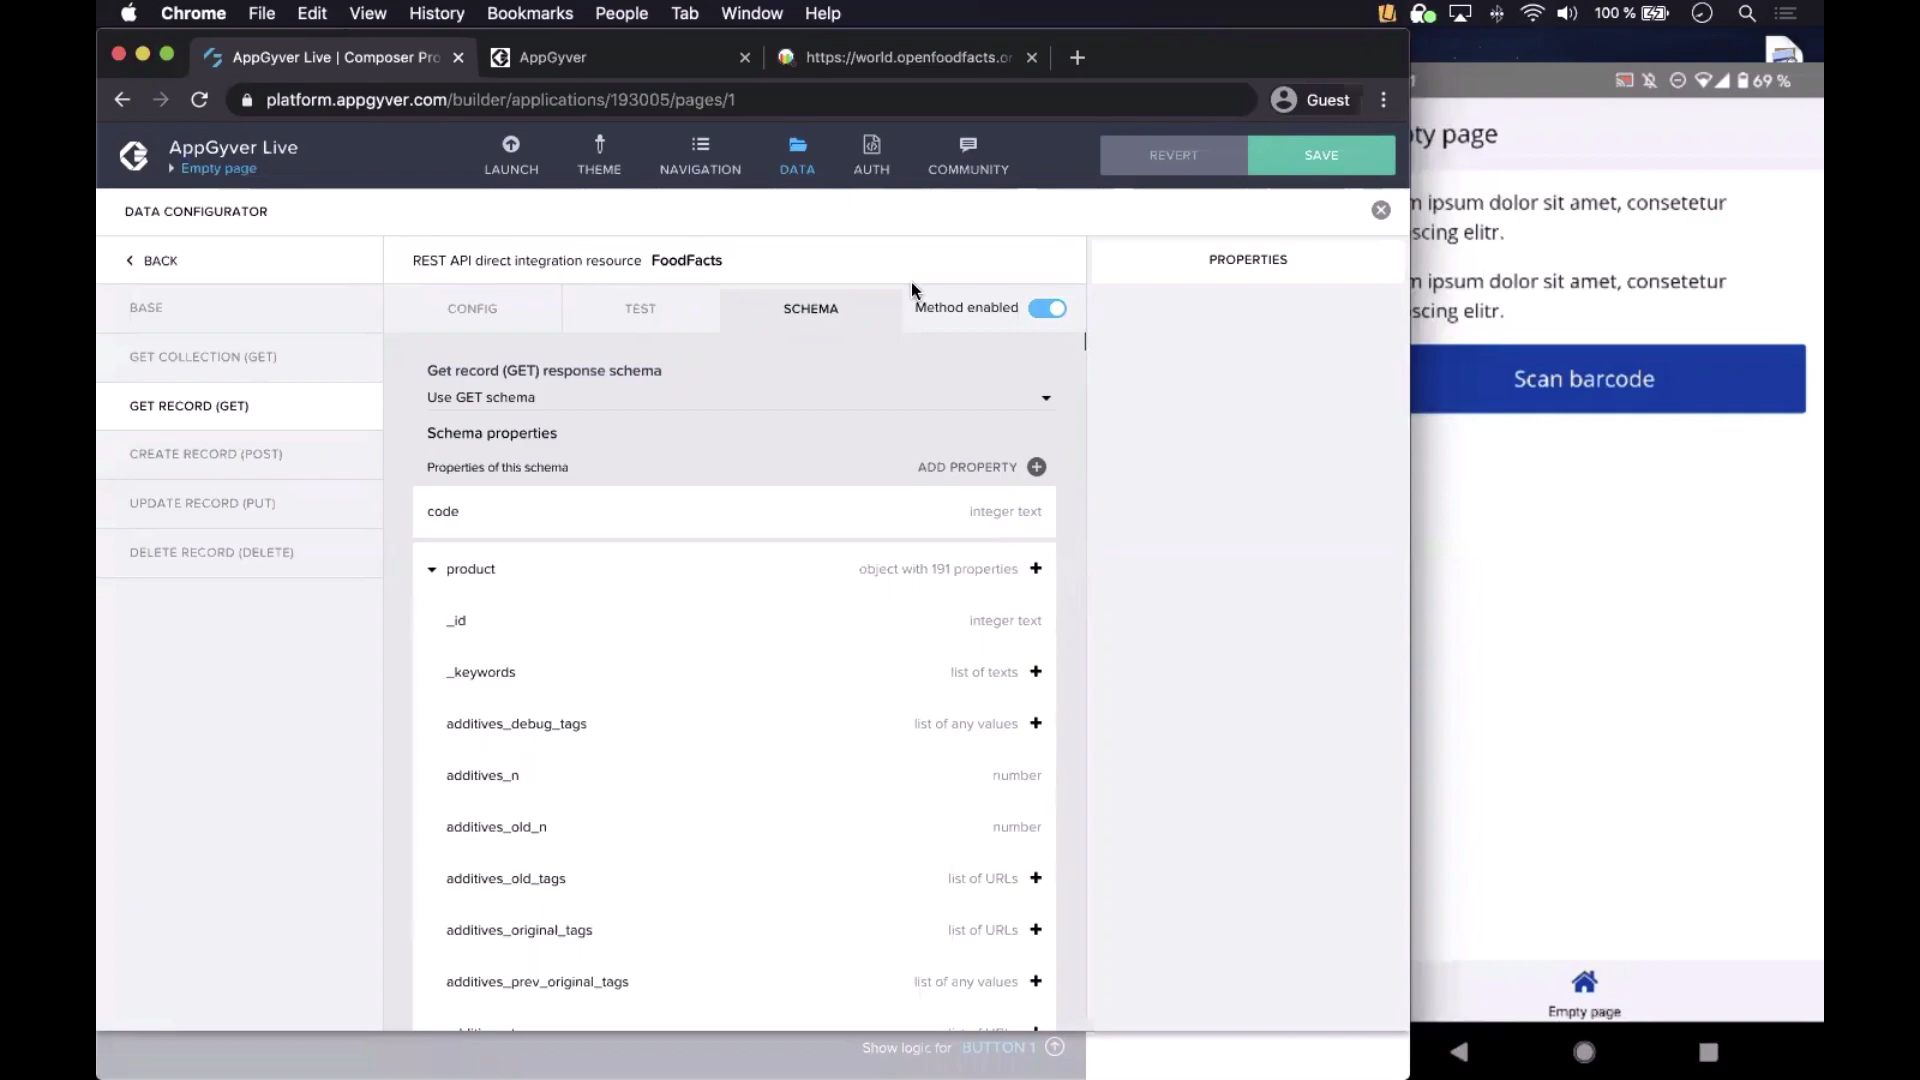 Chrome File Edit View History Bookmarks People Tab Window Help 100 %
AppGyver Live | Composer Pro
AppGyver
https://world.openfoodfacts.or
platform.appgyver.com/builder/applications/193005/pages/1
Guest
69 %
AppGyver Live
Empty page
LAUNCH
THEME
NAVIGATION
DATA
AUTH
COMMUNITY
REVERT
SAVE
DATA CONFIGURATOR
BACK
REST API direct integration resource FoodFacts
PROPERTIES
BASE
GET COLLECTION (GET)
GET RECORD (GET)
CREATE RECORD (POST)
UPDATE RECORD (PUT)
DELETE RECORD (DELETE)
CONFIG
TEST
SCHEMA
Method enabled
Get record (GET) response schema
Use GET schema
Schema properties
Properties of this schema
ADD PROPERTY
code integer text
product object with 191 properties
_id integer text
_keywords list of texts
additives_debug_tags list of any values
additives_n number
additives_old_n number
additives_old_tags list of URLs
additives_original_tags list of URLs
additives_prev_original_tags list of any values
Show logic for BUTTON 1
ty page
ipsum dolor sit amet, consetetur
scing elitr.
ipsum dolor sit amet, consetetur
scing elitr.
Scan barcode
Empty page